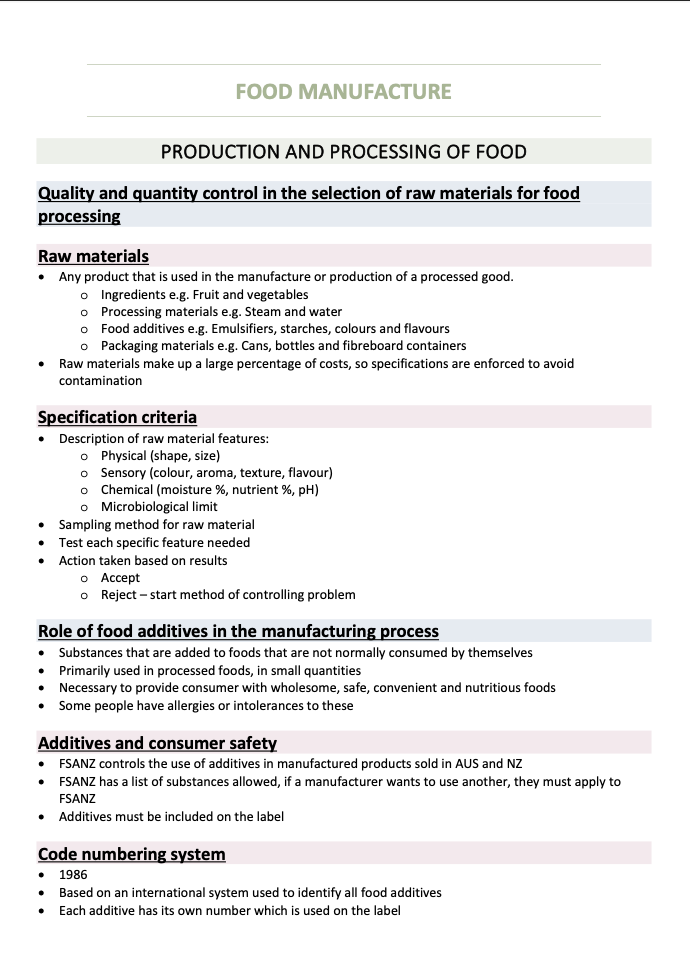 FOOD MANUFACTURE
PRODUCTION AND PROCESSING OF FOOD
Quality and quantity control in the selection of raw materials for food
processing
Raw materials
• Any product that is used in the manufacture or production of a processed good.
o Ingredients e.g. Fruit and vegetables
o Processing materials e.g. Steam and water
o Food additives e.g. Emulsifiers, starches, colours and flavours
o Packaging materials e.g. Cans, bottles and fibreboard containers
• Raw materials make up a large percentage of costs, so specifications are enforced to avoid
contamination
Specification criteria
• Description of raw material features:
o Physical (shape, size)
o Sensory (colour, aroma, texture, flavour)
o Chemical (moisture %, nutrient %, pH)
o Microbiological limit
• Sampling method for raw material
• Test each specific feature needed
• Action taken based on results
o Accept
o Reject – start method of controlling problem
Role of food additives in the manufacturing process
• Substances that are added to foods that are not normally consumed by themselves
• Primarily used in processed foods, in small quantities
• Necessary to provide consumer with wholesome, safe, convenient and nutritious foods
• Some people have allergies or intolerances to these
Additives and consumer safety
• FSANZ controls the use of additives in manufactured products sold in AUS and NZ
• FSANZ has a list of substances allowed, if a manufacturer wants to use another, they must apply to
FSANZ
• Additives must be included on the label
Code numbering system
• 1986
• Based on an international system used to identify all food additives
• Each additive has its own number which is used on the label